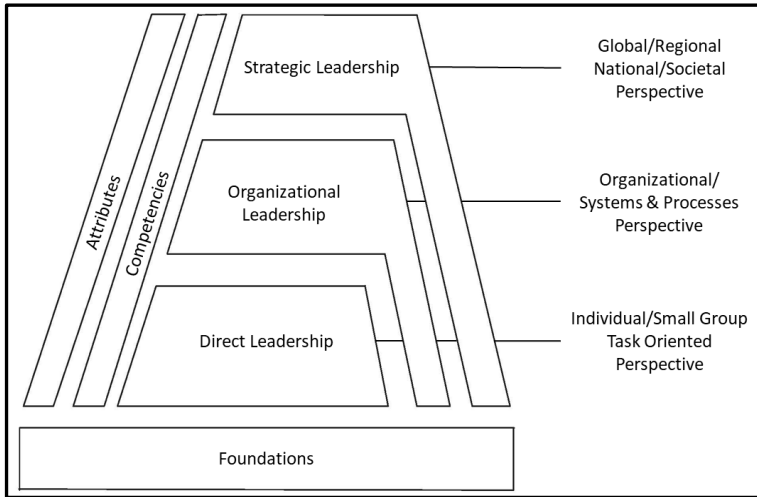 Strategic Leadership
Global/Regional
National/Societal
Perspective
Attributes
Competencies
Organizational
Leadership
Organizational/
Systems & Processes
Perspective
Direct Leadership
Individual/Small Group
Task Oriented
Perspective
Foundations